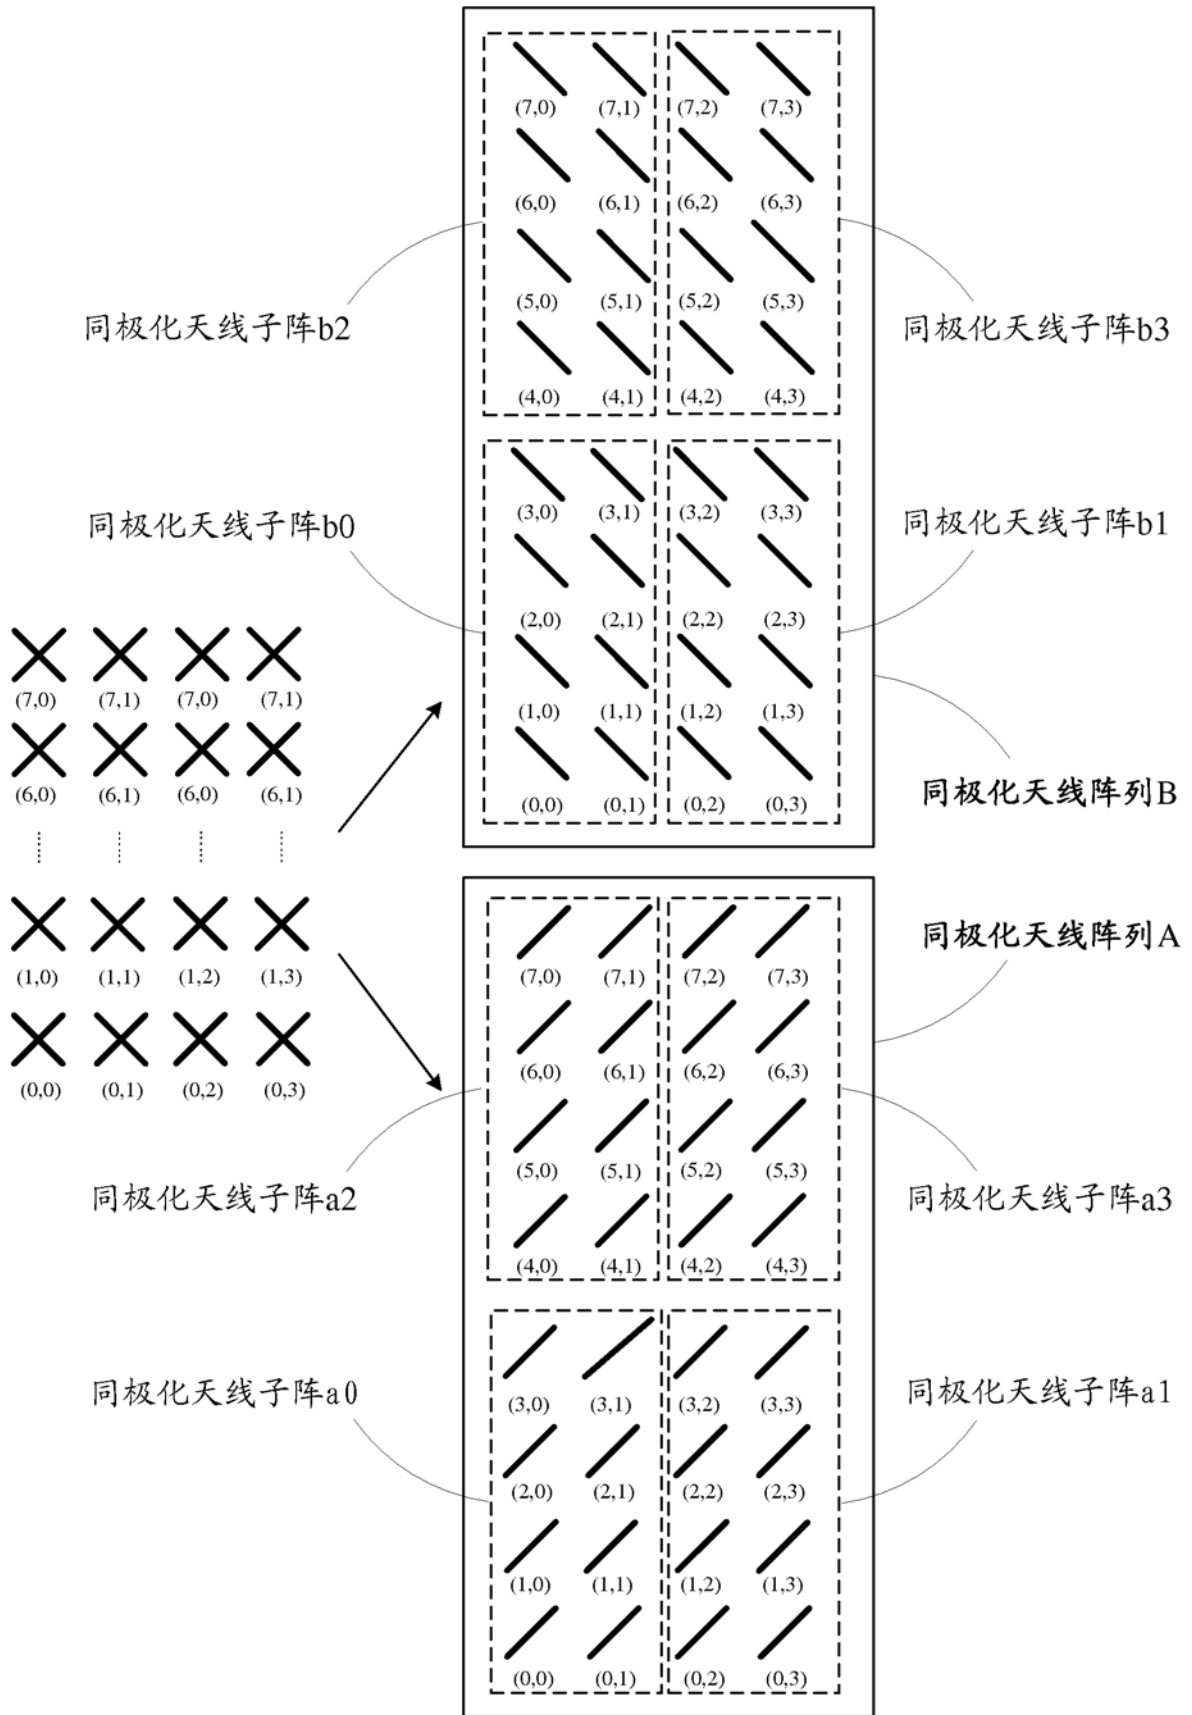 (7,0) (7,1) (7,2) (7,3)
(6,0) (6,1) (6,2) (6,3)
(5,0) (5,1) (5,2) (5,3)
同极化天线子阵b2
同极化天线子阵b3
(4,0) (4,1) (4,2) (4,3)
(3,0) (3,1) (3,2) (3,3)
同极化天线子阵b0
同极化天线子阵b1
(2,0) (2,1) (2,2) (2,3)
(1,0) (1,1) (1,2) (1,3)
(0,0) (0,1) (0,2) (0,3)
同极化天线阵列B
(7,0) (7,1) (7,0) (7,1)
(6,0) (6,1) (6,0) (6,1)
(1,0) (1,1) (1,2) (1,3)
(0,0) (0,1) (0,2) (0,3)
同极化天线阵列A
(7,0) (7,1) (7,2) (7,3)
(6,0) (6,1) (6,2) (6,3)
(5,0) (5,1) (5,2) (5,3)
同极化天线子阵a2
同极化天线子阵a3
(4,0) (4,1) (4,2) (4,3)
同极化天线子阵a0
同极化天线子阵a1
(3,0) (3,1) (3,2) (3,3)
(2,0) (2,1) (2,2) (2,3)
(1,0) (1,1) (1,2) (1,3)
(0,0) (0,1) (0,2) (0,3)